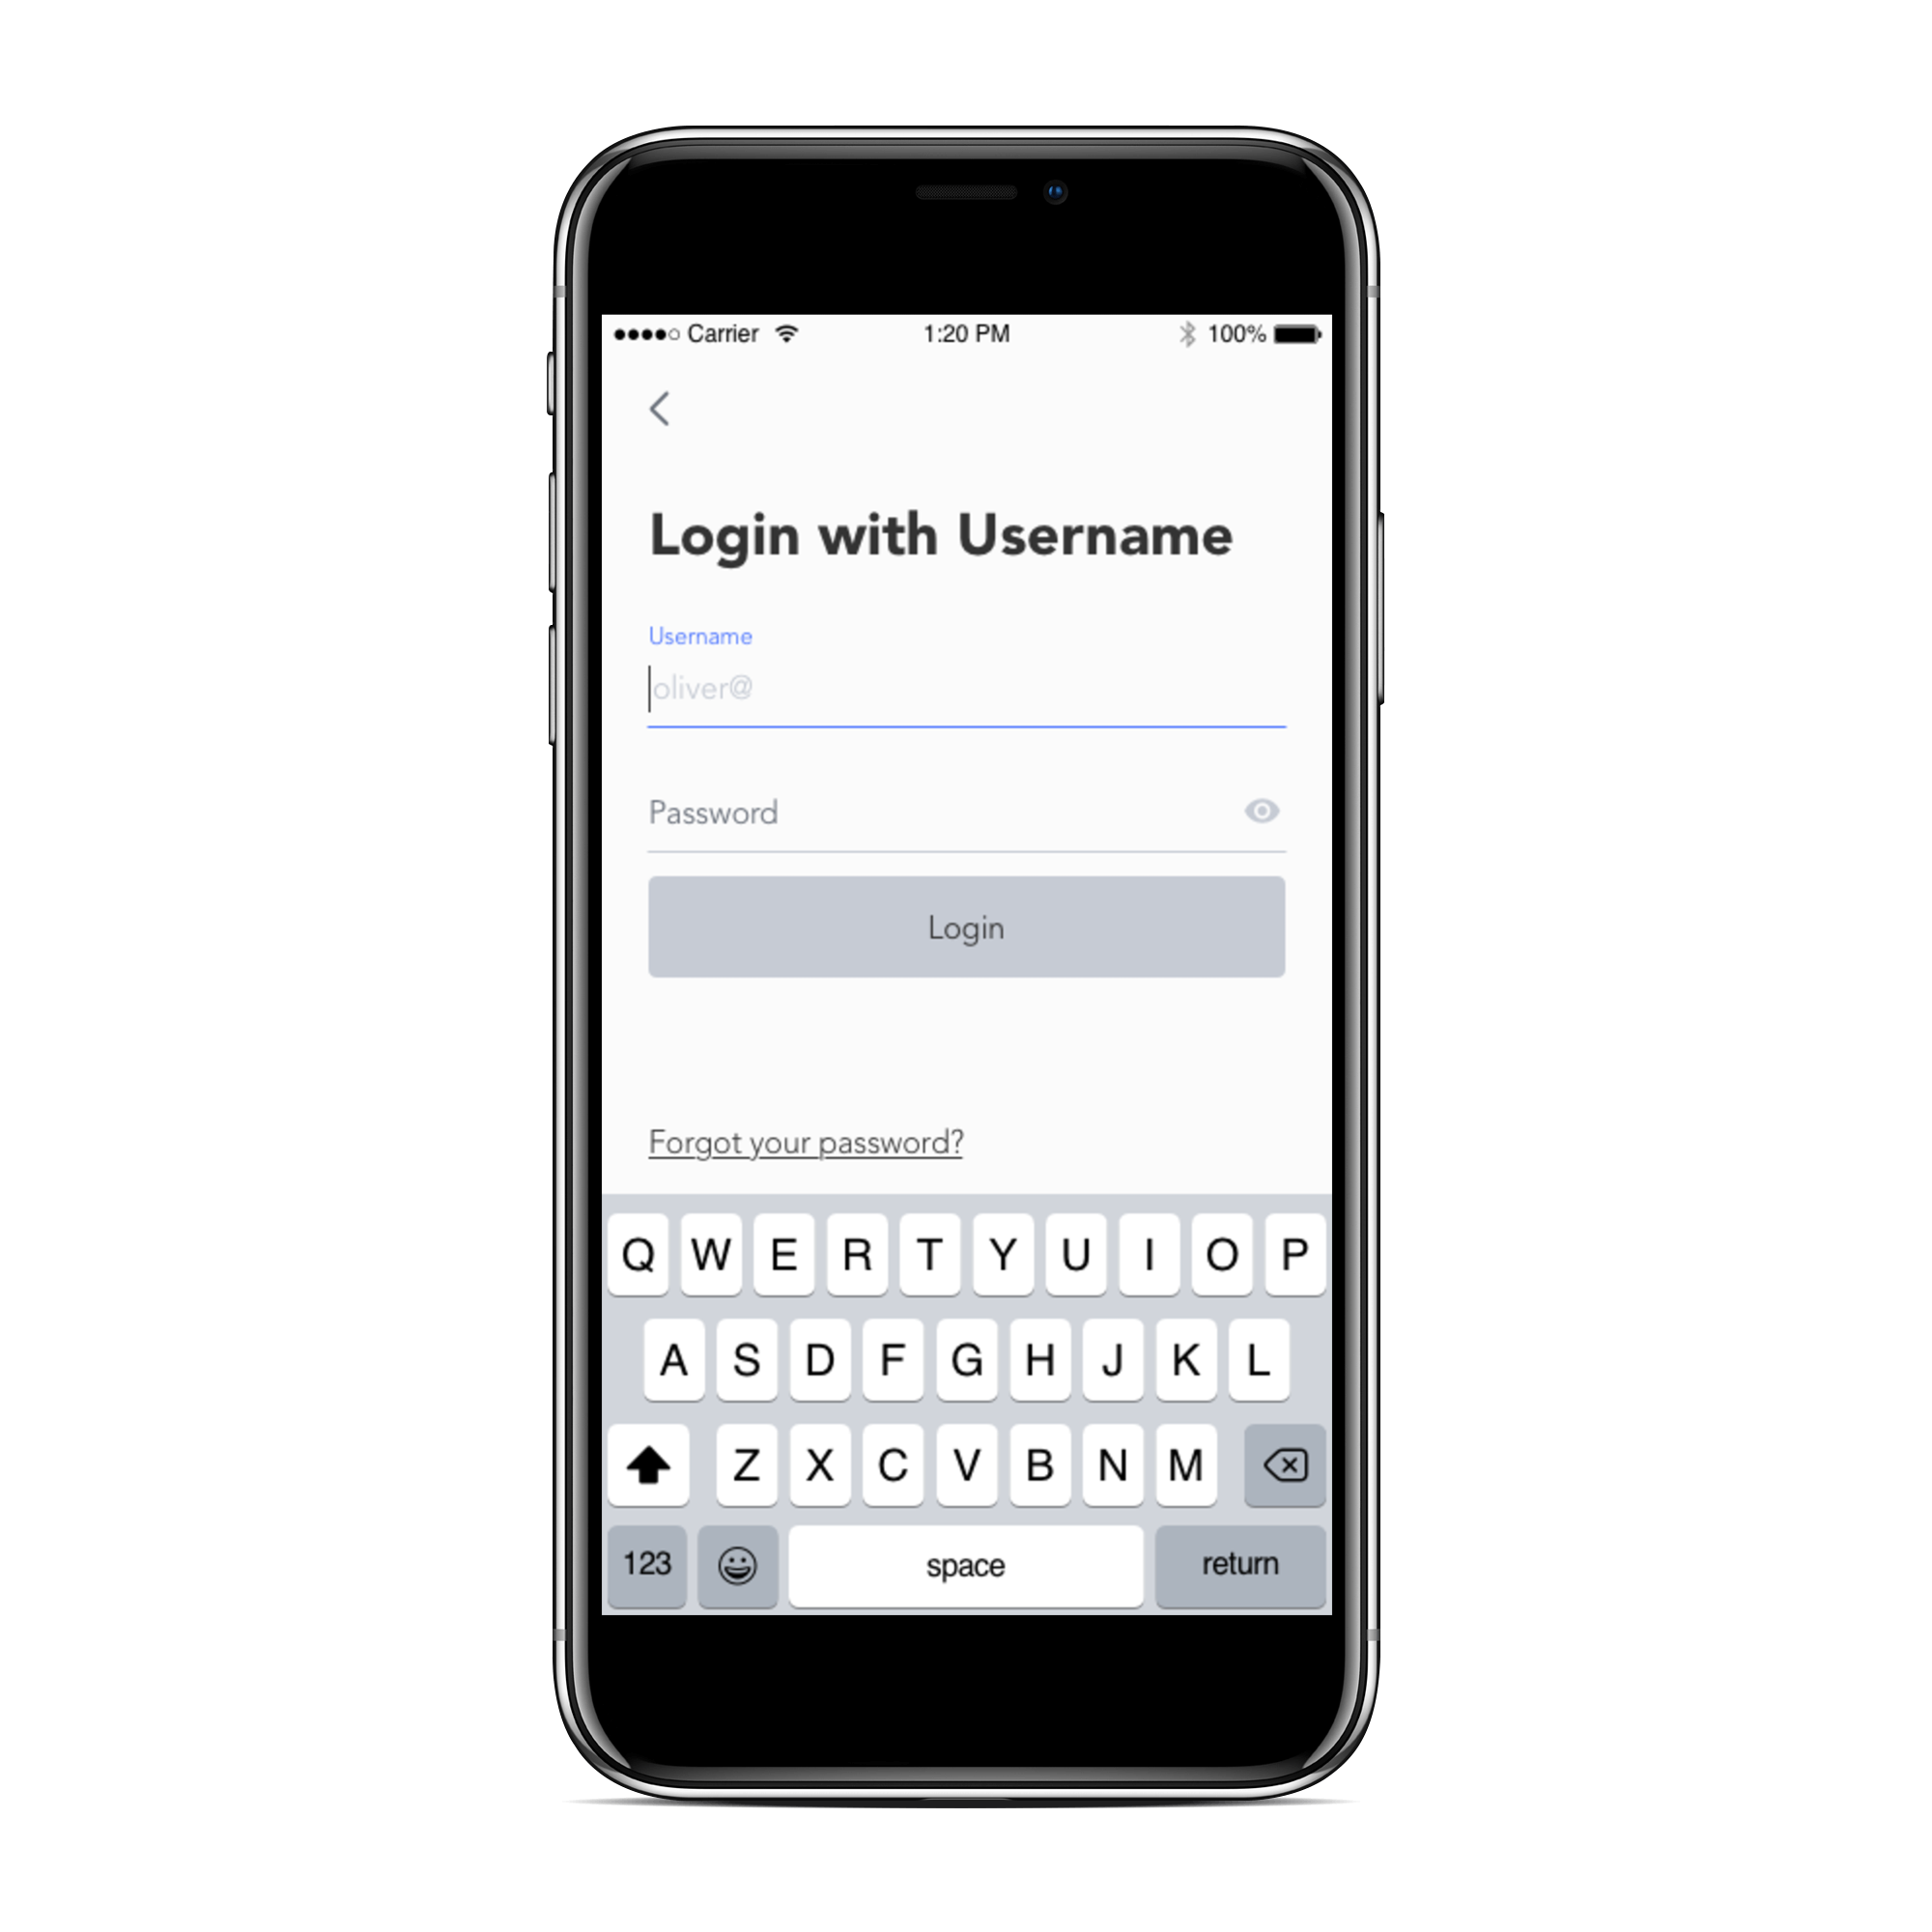 Carrier 1:20 PM 100%
Login with Username
Username
oliver@
Password
Login
Forgot your password?
Q W E R T Y U I O P
A S D F G H J K L
Z X C V B N M
123 space return